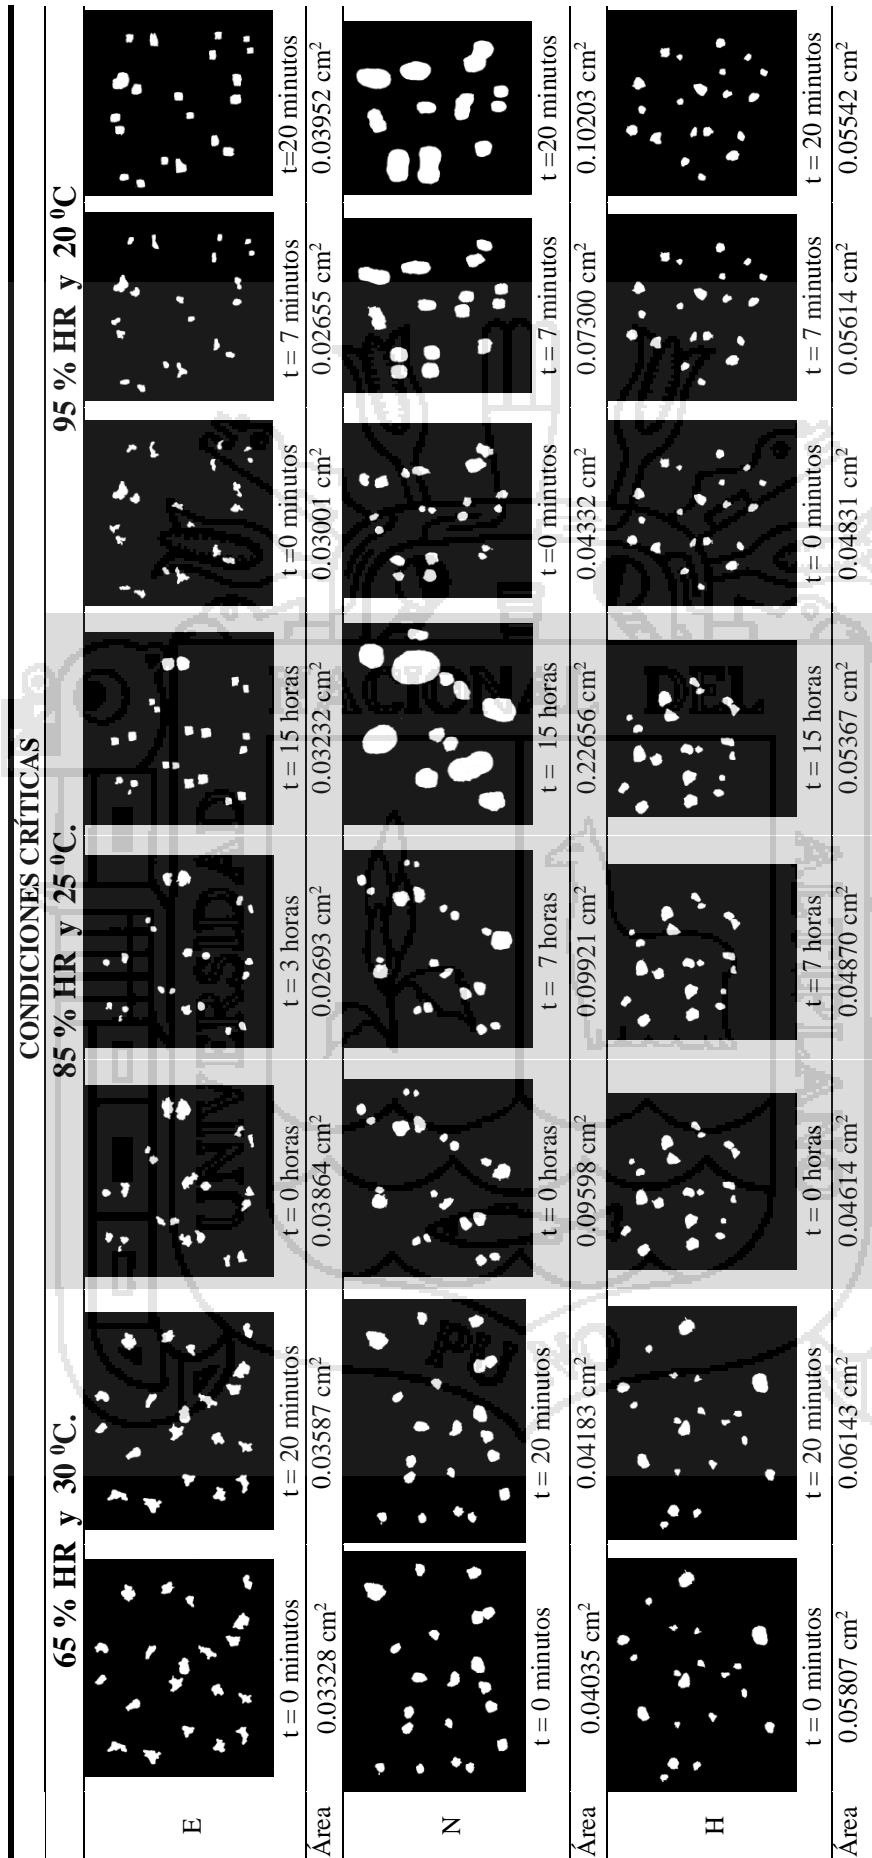 CONDICIONES CRÍTICAS
65 % HR y 30 ⁰C. 85 % HR y 25 ⁰C. 95 % HR y 20 ⁰C
E
t = 0 minutos t = 20 minutos t = 0 horas t = 3 horas t = 15 horas t =0 minutos t = 7 minutos t=20 minutos
Área 0.03328 cm² 0.03587 cm² 0.03864 cm² 0.02693 cm² 0.03232 cm² 0.03001 cm² 0.02655 cm² 0.03952 cm²
N
t = 0 minutos t = 20 minutos t = 0 horas t = 7 horas t = 15 horas t =0 minutos t = 7 minutos t =20 minutos
Área 0.04035 cm² 0.04183 cm² 0.09598 cm² 0.09921 cm² 0.22656 cm² 0.04332 cm² 0.07300 cm² 0.10203 cm²
H
t = 0 minutos t = 20 minutos t = 0 horas t = 7 horas t = 15 horas t = 0 minutos t = 7 minutos t = 20 minutos
Área 0.05807 cm² 0.06143 cm² 0.04614 cm² 0.04870 cm² 0.05367 cm² 0.04831 cm² 0.05614 cm² 0.05542 cm²
UNIVERSIDAD
NACIONAL DEL
ALTIPLANO
PUNO